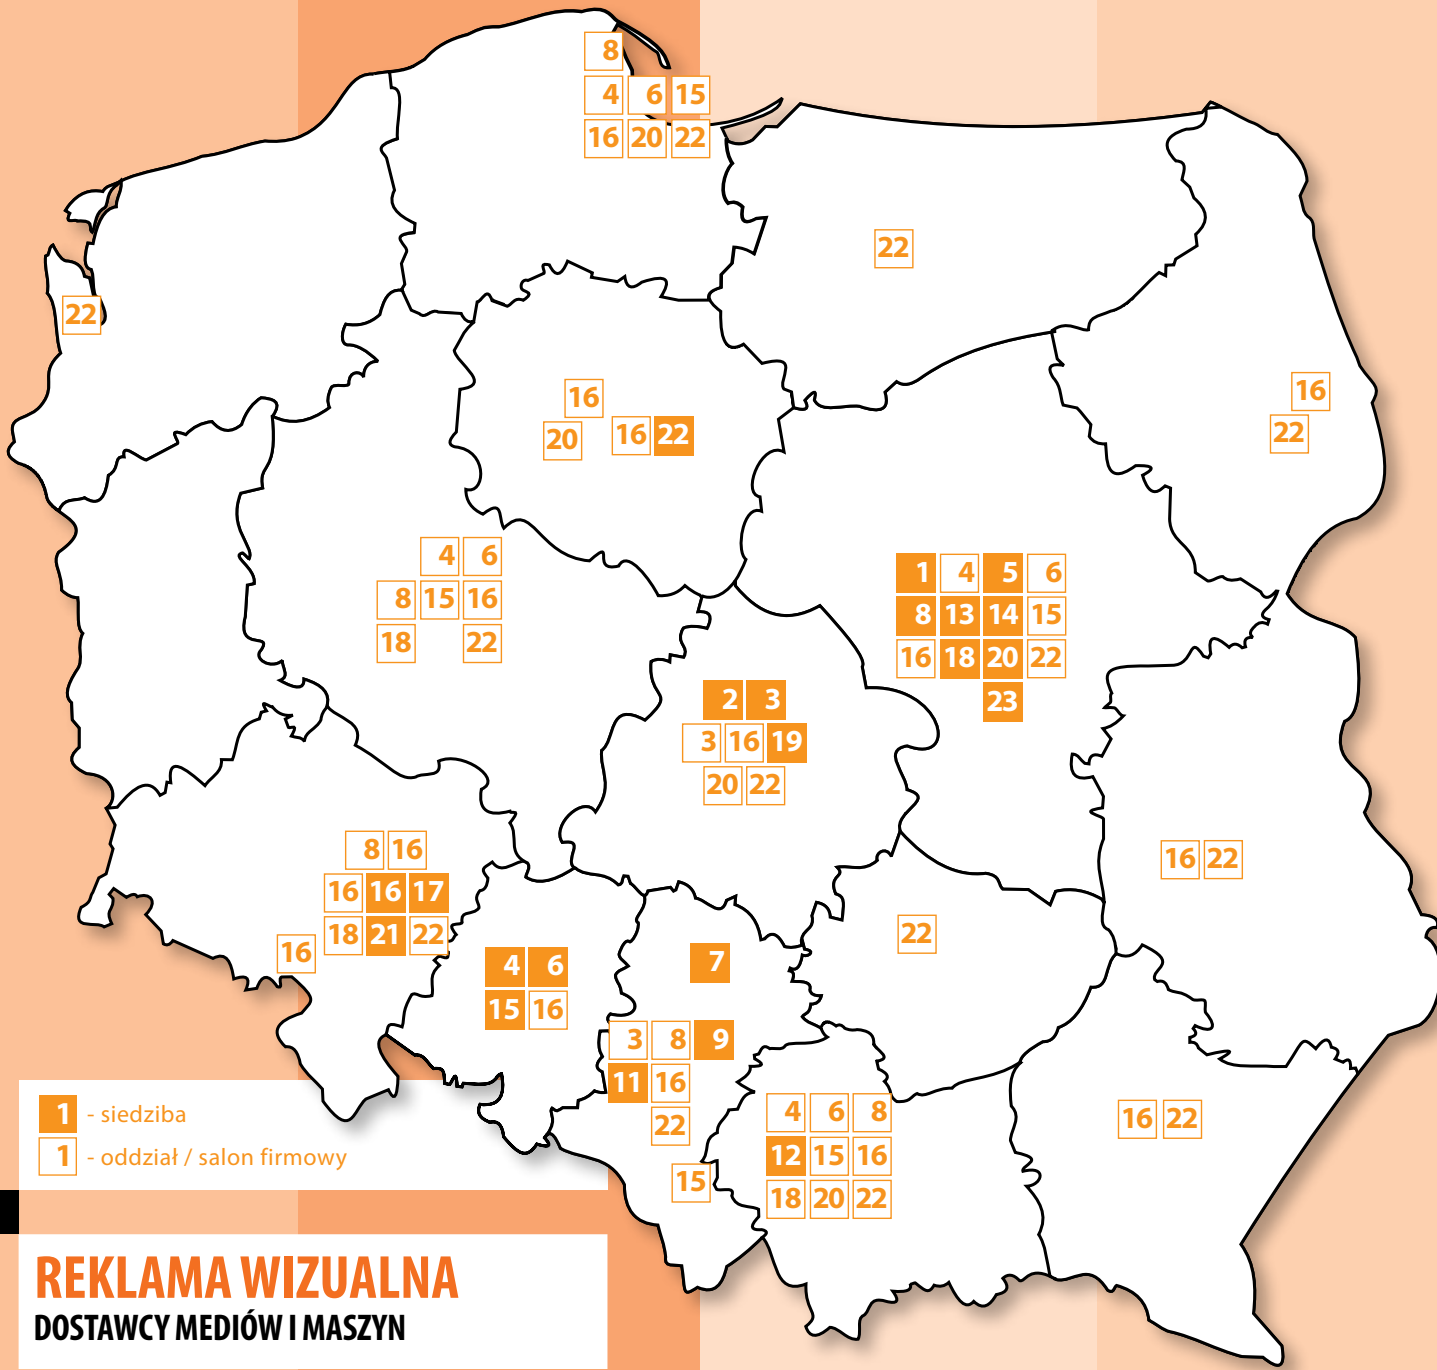 8
4 6 15
16 20 22
22
22
16
20 16 22
16
22
4 6
8 15 16
18 22
1 4 5 6
8 13 14 15
16 18 20 22
23
2 3
3 16 19
20 22
8 16
16 16 17
18 21 22
16
16 22
22
4 6
15 16
7
3 8 9
11 16
22
15
4 6 8
12 15 16
18 20 22
16 22
1 - siedziba
1 - oddział / salon firmowy
REKLAMA WIZUALNA
DOSTAWCY MEDIÓW I MASZYN